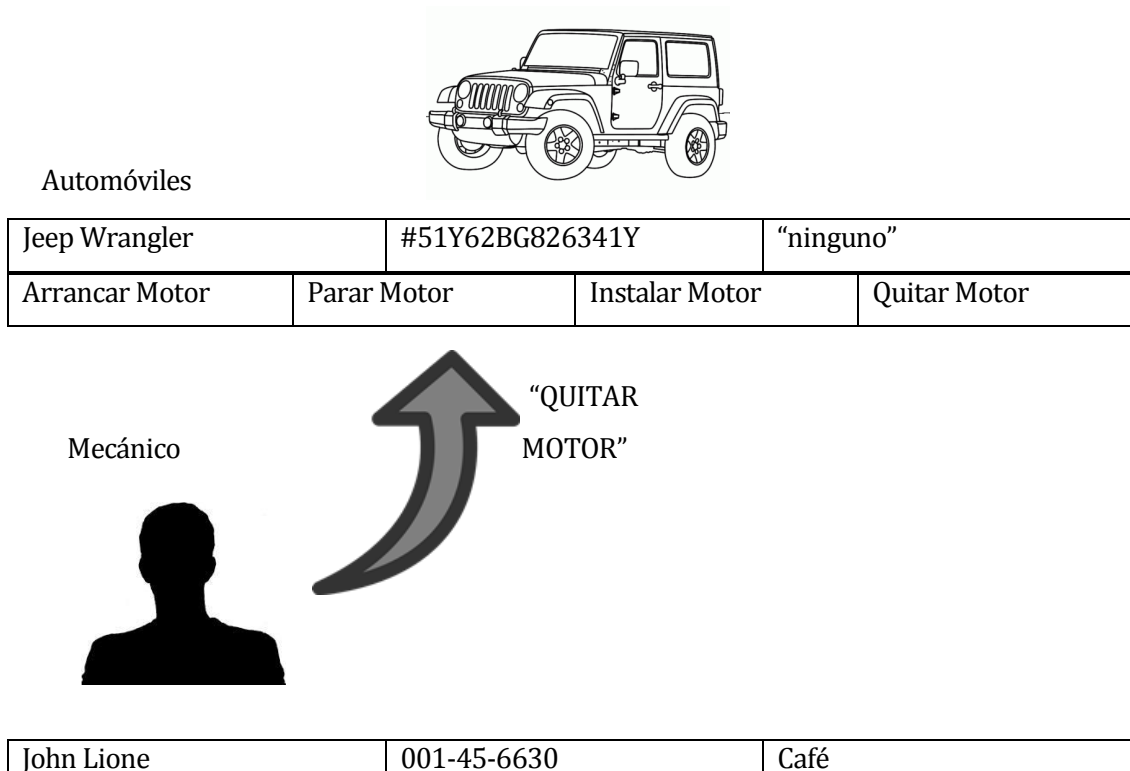 Automóviles
Jeep Wrangler #51Y62BG826341Y “ninguno”
Arrancar Motor Parar Motor Instalar Motor Quitar Motor
“QUITAR
Mecánico MOTOR”
John Lione 001-45-6630 Café